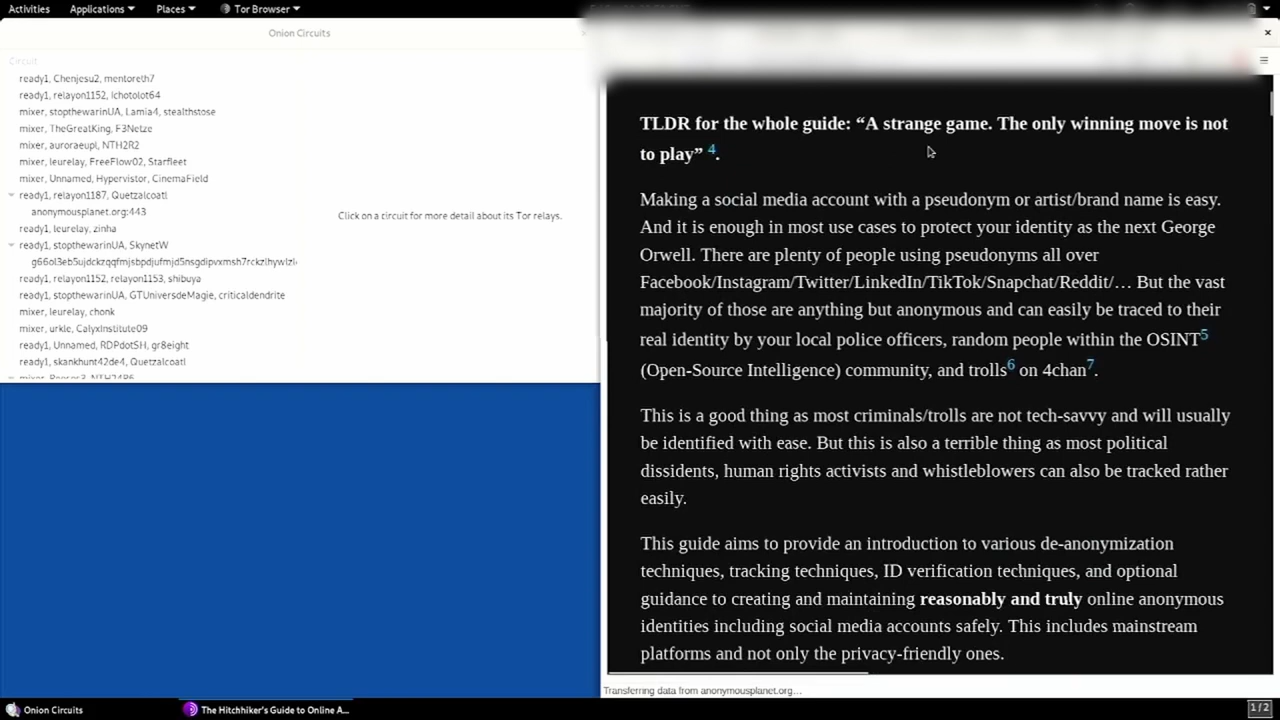 Activities Applications Places Tor Browser
Onion Circuits
Circuit
ready1, Chenjesu2, mentoreth7
ready1, relayon1152, Ichotolot64
mixer, stopthewarinUA, Lamia4, stealthstose
mixer, TheGreatKing, F3Netze
mixer, auroraeupl, NTH2R2
mixer, leurelay, FreeFlow02, Starfleet
mixer, Unnamed, Hypervistor, CinemaField
ready1, relayon1187, Quetzalcoatl
anonymousplanet.org:443
ready1, leurelay, zinha
ready1, stopthewarinUA, SkynetW
ready1, relayon1152, relayon1153, shibuya
ready1, stopthewarinUA, GTUniversdeMagie, criticaldendrite
mixer, leurelay, chonk
mixer, urkle, CalyxInstitute09
ready1, Unnamed, RDPdotSH, gr8eight
ready1, skankhunt42de4, Quetzalcoatl
Click on a circuit for more detail about its Tor relays.
TLDR for the whole guide: “A strange game. The only winning move is not
to play” 4.
Making a social media account with a pseudonym or artist/brand name is easy.
And it is enough in most use cases to protect your identity as the next George
Orwell. There are plenty of people using pseudonyms all over
Facebook/Instagram/Twitter/LinkedIn/TikTok/Snapchat/Reddit/… But the vast
majority of those are anything but anonymous and can easily be traced to their
real identity by your local police officers, random people within the OSINT5
(Open-Source Intelligence) community, and trolls6 on 4chan7.
This is a good thing as most criminals/trolls are not tech-savvy and will usually
be identified with ease. But this is also a terrible thing as most political
dissidents, human rights activists and whistleblowers can also be tracked rather
easily.
This guide aims to provide an introduction to various de-anonymization
techniques, tracking techniques, ID verification techniques, and optional
guidance to creating and maintaining reasonably and truly online anonymous
identities including social media accounts safely. This includes mainstream
platforms and not only the privacy-friendly ones.
Transferring data from anonymousplanet.org…
Onion Circuits
The Hitchhiker's Guide to Online A…
1 / 2